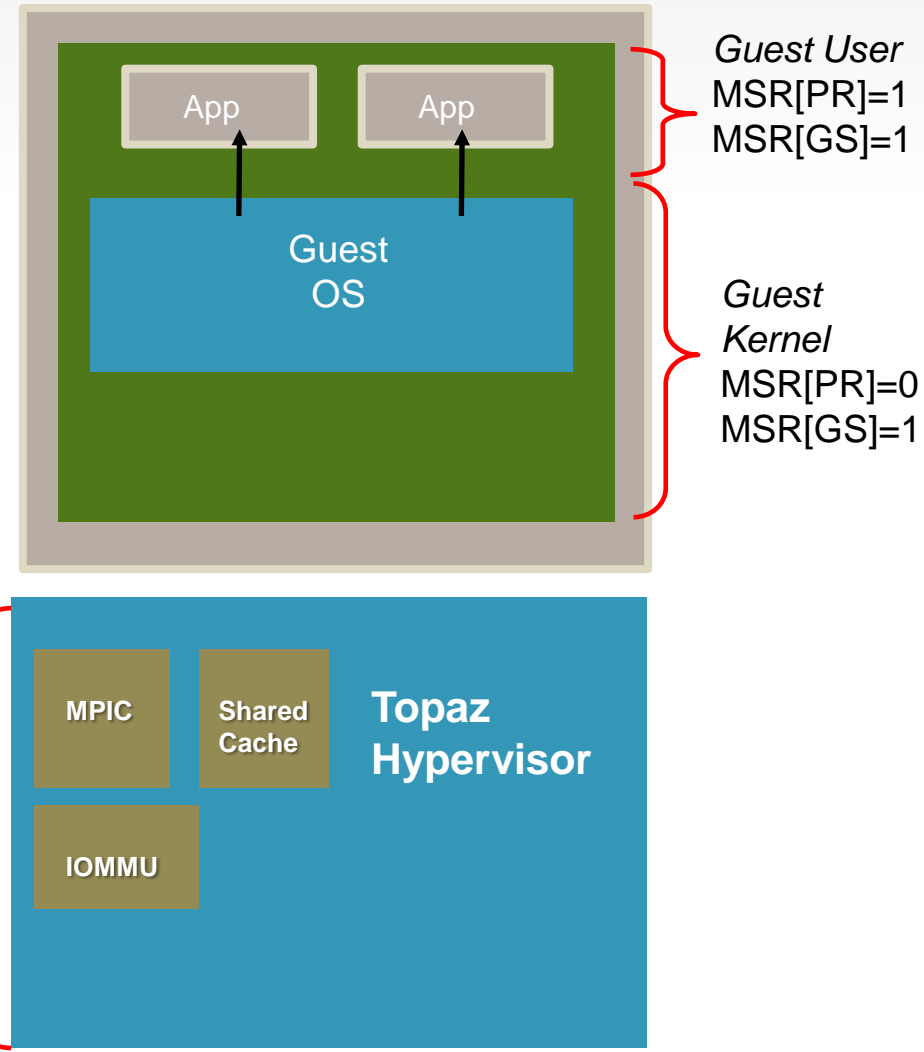 Guest User
MSR[PR]=1
MSR[GS]=1
App
App
Guest
OS
Guest
Kernel
MSR[PR]=0
MSR[GS]=1
MPIC
Shared
Cache
Topaz
Hypervisor
IOMMU